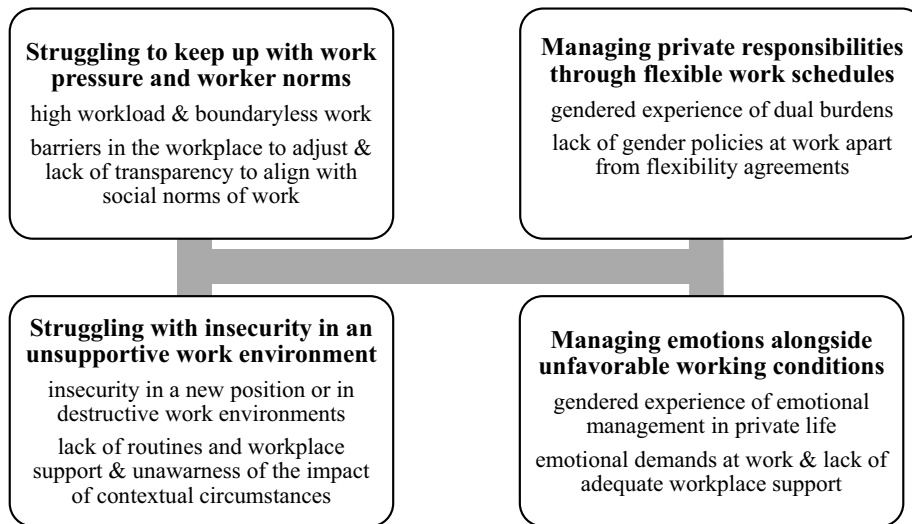 Struggling to keep up with work
pressure and worker norms
high workload & boundaryless work
barriers in the workplace to adjust &
lack of transparency to align with
social norms of work
Managing private responsibilities
through flexible work schedules
gendered experience of dual burdens
lack of gender policies at work apart
from flexibility agreements
Struggling with insecurity in an
unsupportive work environment
insecurity in a new position or in
destructive work environments
lack of routines and workplace
support & unawarness of the impact
of contextual circumstances
Managing emotions alongside
unfavorable working conditions
gendered experience of emotional
management in private life
emotional demands at work & lack of
adequate workplace support